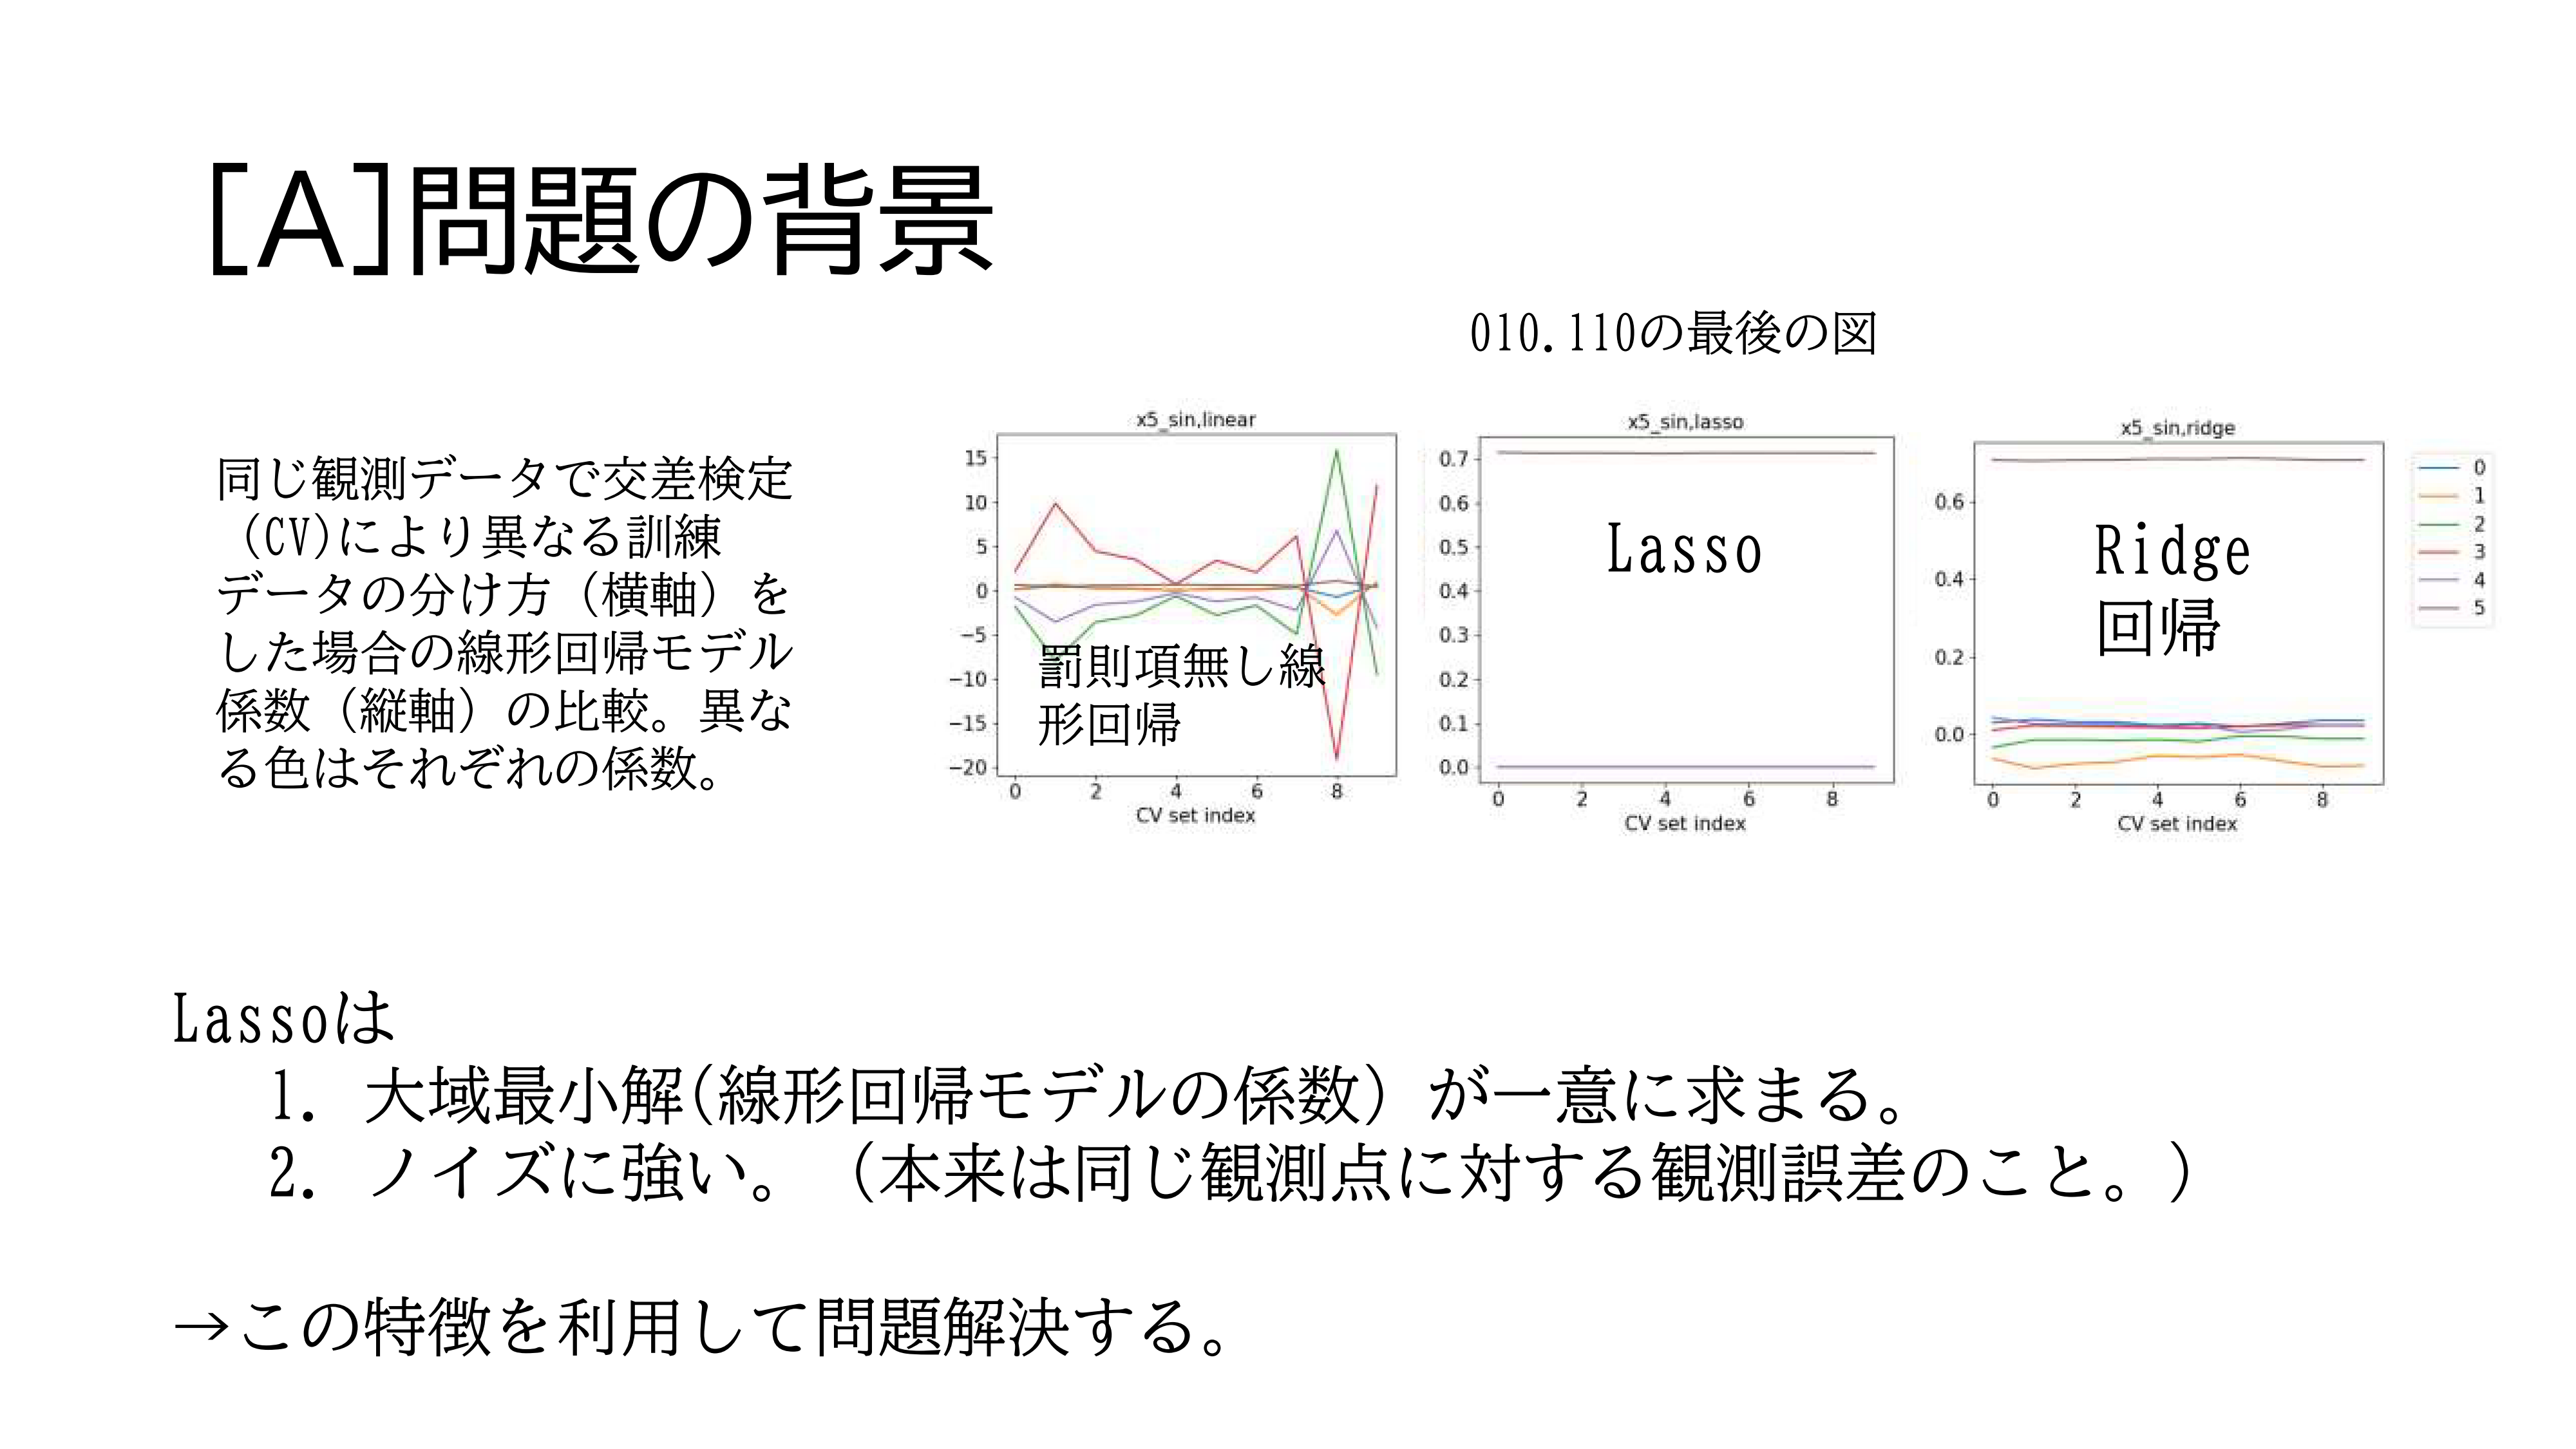 [A]問題の背景
010.110の最後の図
同じ観測データで交差検定
(CV)により異なる訓練
データの分け方（横軸）を
した場合の線形回帰モデル
係数（縦軸）の比較。異な
る色はそれぞれの係数。
x5_sin,linear
15
10
5
0
−5
−10
−15
−20
罰則項無し線
形回帰
0 2 4 6 8
CV set index
x5_sin,lasso
0.7
0.6
0.5
0.4
0.3
0.2
0.1
0.0
Lasso
0 2 4 6 8
CV set index
x5_sin,ridge
0.6
0.4
0.2
0.0
Ridge
回帰
0 2 4 6 8
CV set index
0
1
2
3
4
5
Lassoは
1. 大域最小解(線形回帰モデルの係数）が一意に求まる。
2. ノイズに強い。（本来は同じ観測点に対する観測誤差のこと。）
→この特徴を利用して問題解決する。